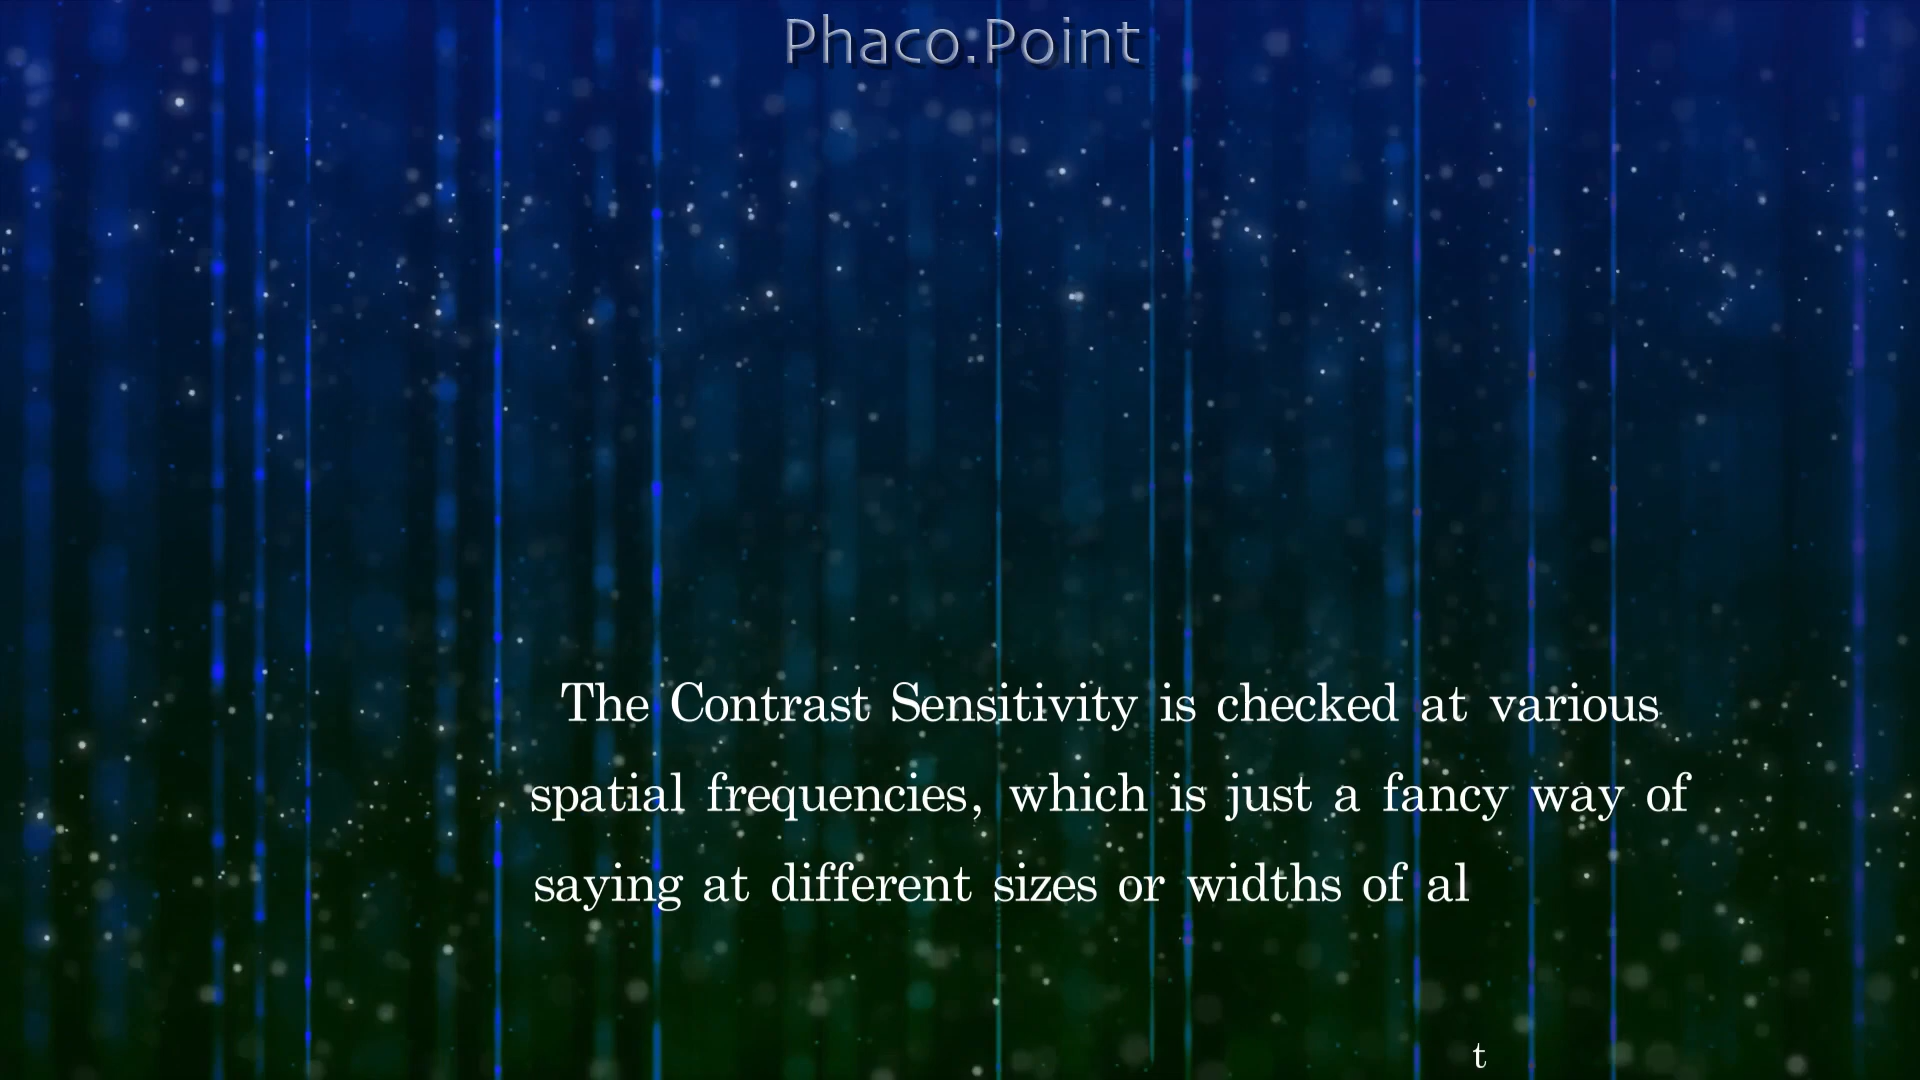 Phaco.Point
The Contrast Sensitivity is checked at various
spatial frequencies, which is just a fancy way of
saying at different sizes or widths of al
t